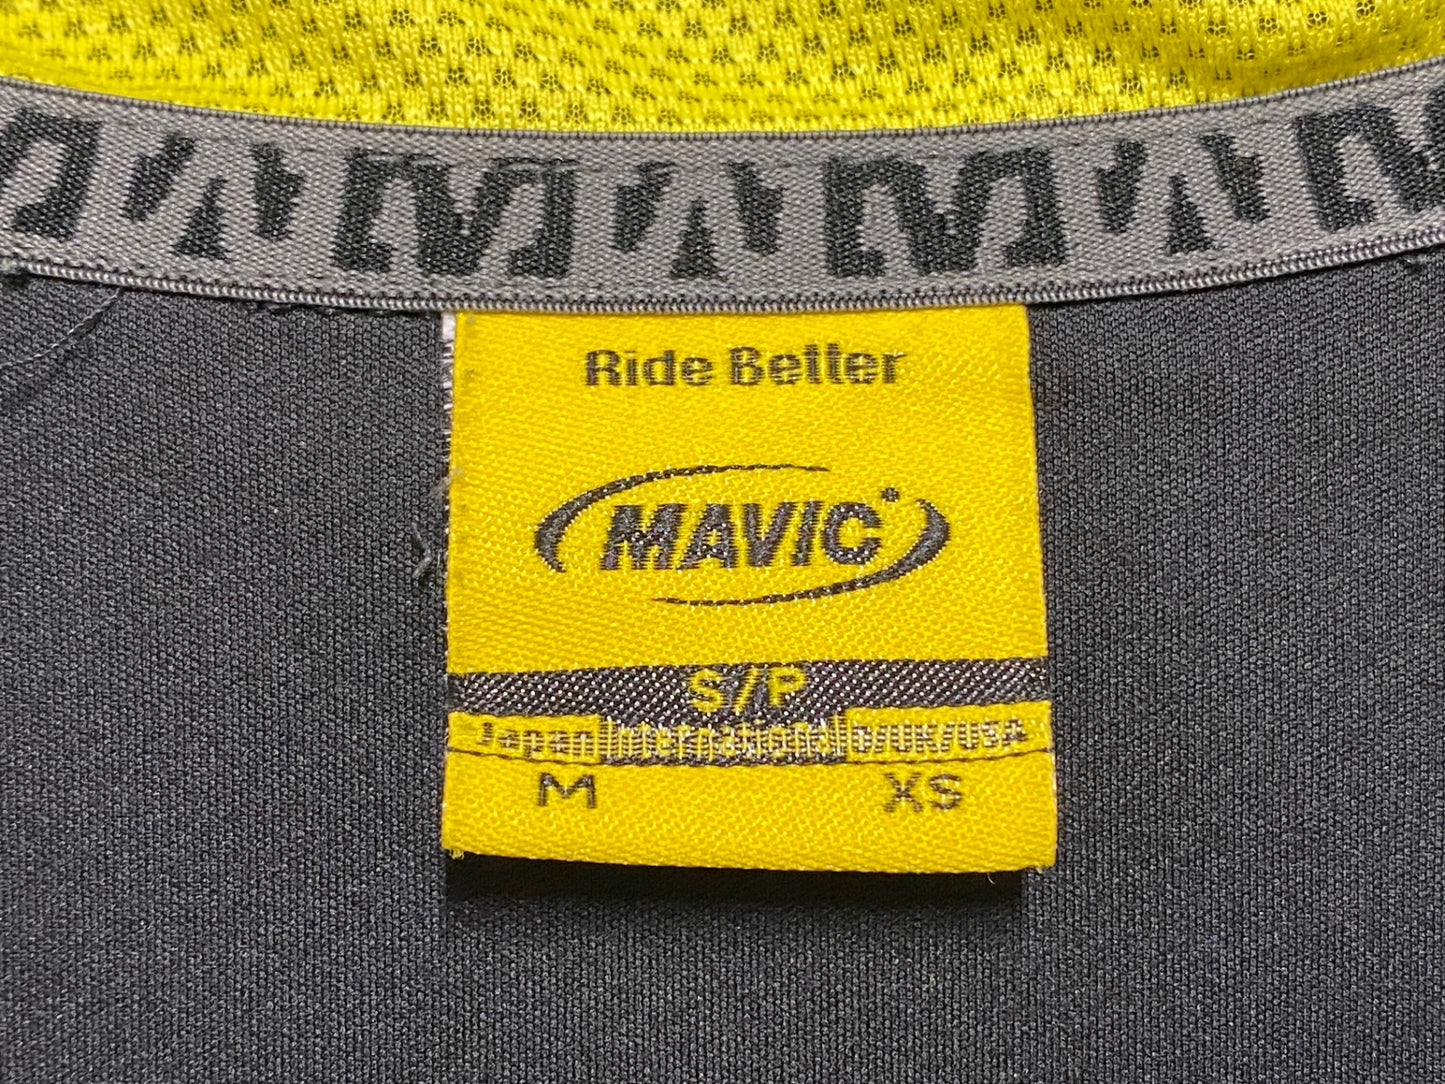 Ride Better
MAVIC
S/P
Japan International D/UK/USA
M XS